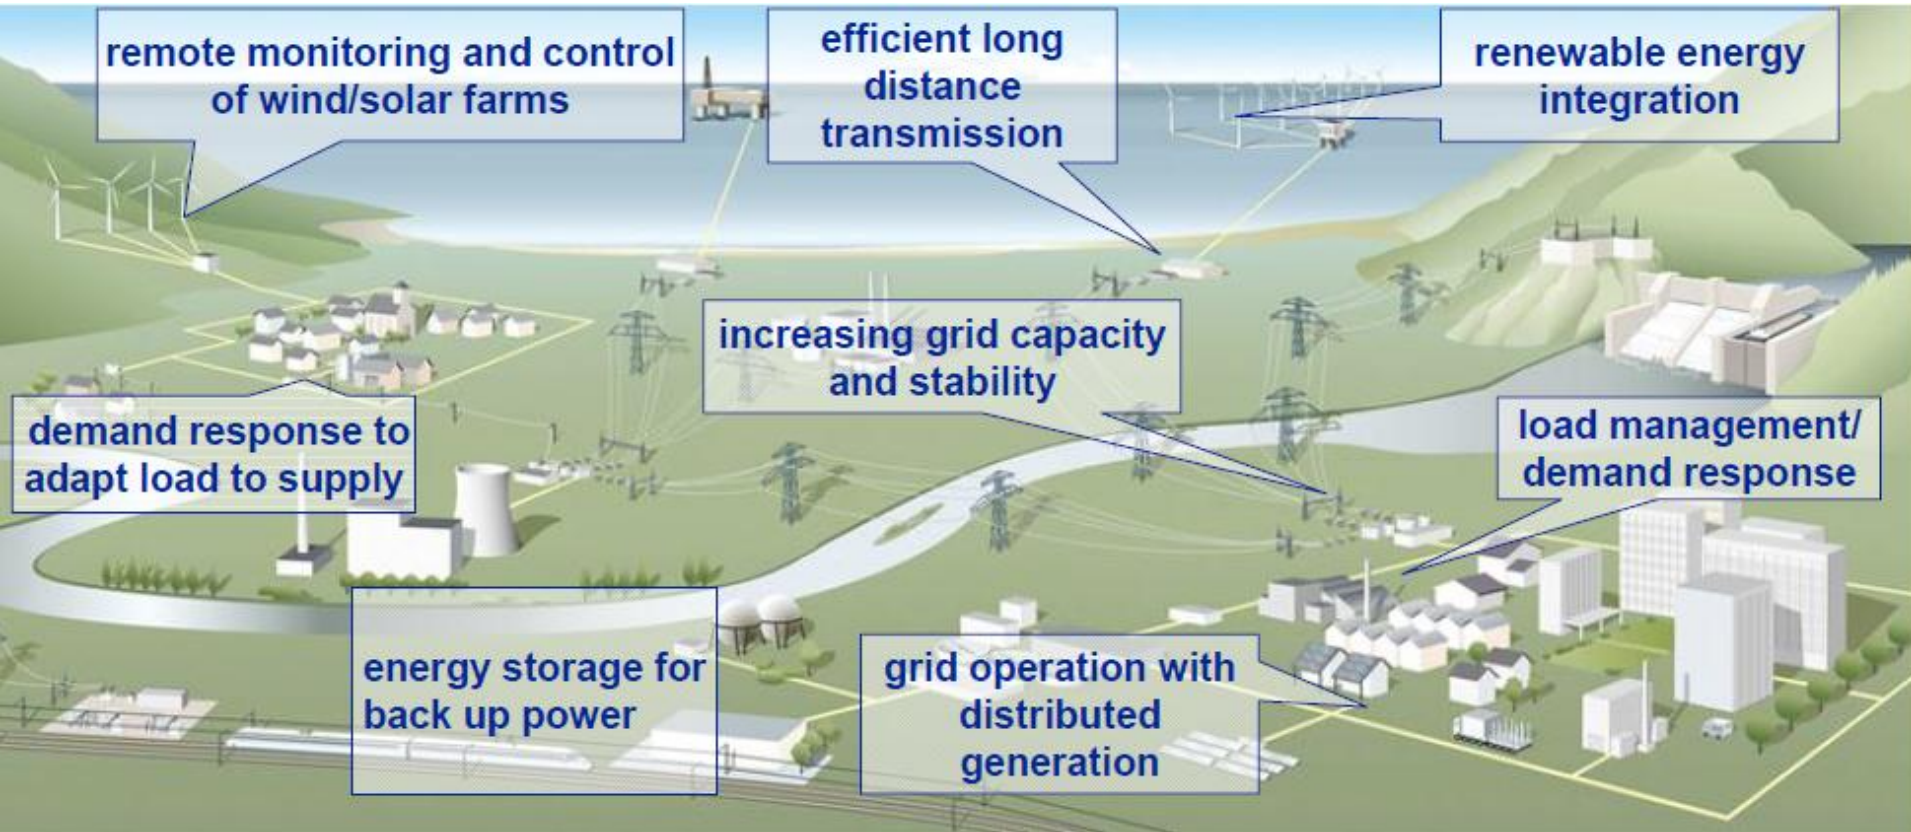 remote monitoring and control
of wind/solar farms
efficient long
distance
transmission
renewable energy
integration
increasing grid capacity
and stability
demand response to
adapt load to supply
load management/
demand response
energy storage for
back up power
grid operation with
distributed
generation